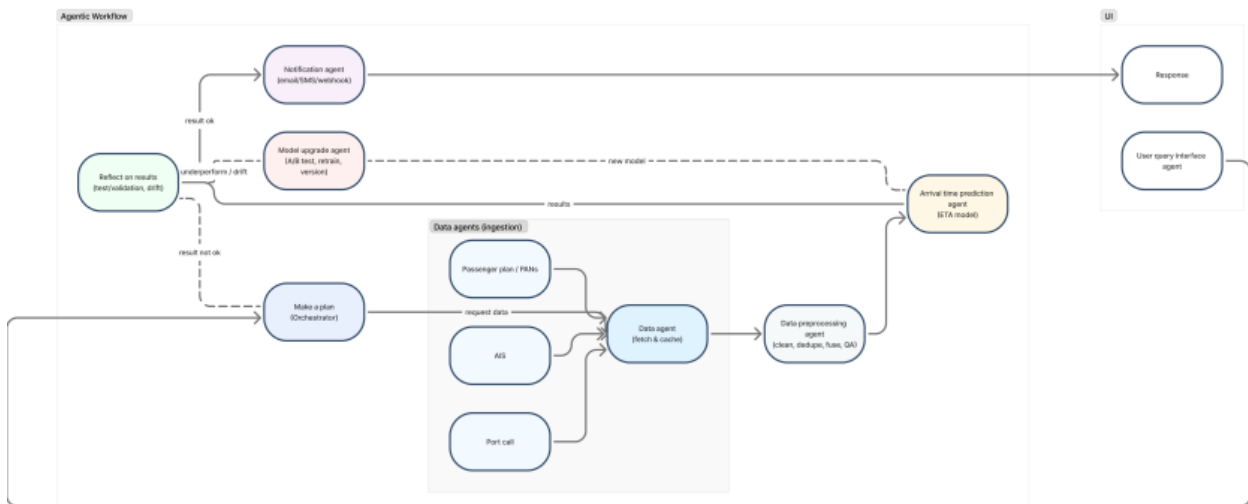 Agentic Workflow
UI
Notification agent
(email/SMS/webhook)
Response
result ok
Model upgrade agent
(A/B test, retrain,
version)
User query Interface
agent
new model
underperform / drift
Reflect on results
(test/validation, drift)
Arrival time prediction
agent
(ETA model)
results
Data agents (ingestion)
result not ok
Passenger plan / PANs
Make a plan
(Orchestrator)
request data
Data agent
(fetch & cache)
Data preprocessing
agent
(clean, dedupe, fuse, QA)
AIS
Port call